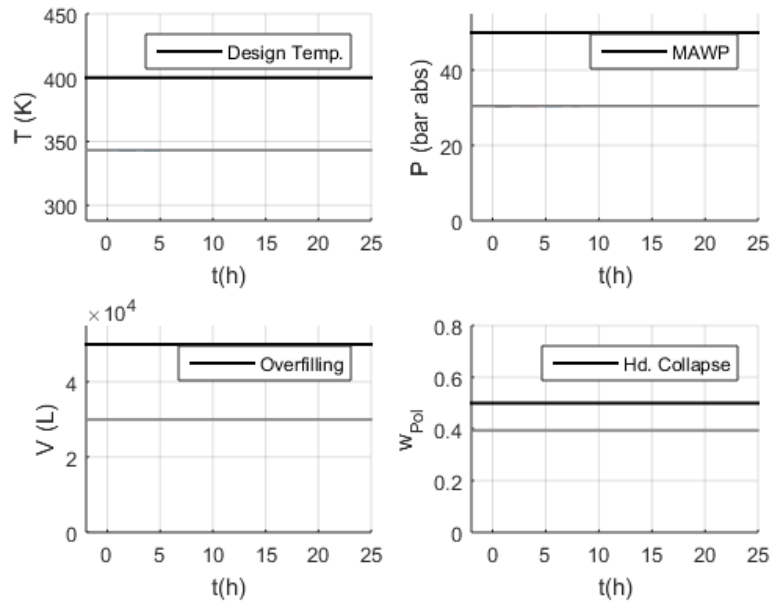 450
400
350
300
T (K)
Design Temp.
0 5 10 15 20 25
t(h)
40
20
0
P (bar abs)
MAWP
0 5 10 15 20 25
t(h)
×10⁴
4
2
0
V (L)
Overfilling
0 5 10 15 20 25
t(h)
0.8
0.6
0.4
0.2
0
w_Pol
Hd. Collapse
0 5 10 15 20 25
t(h)